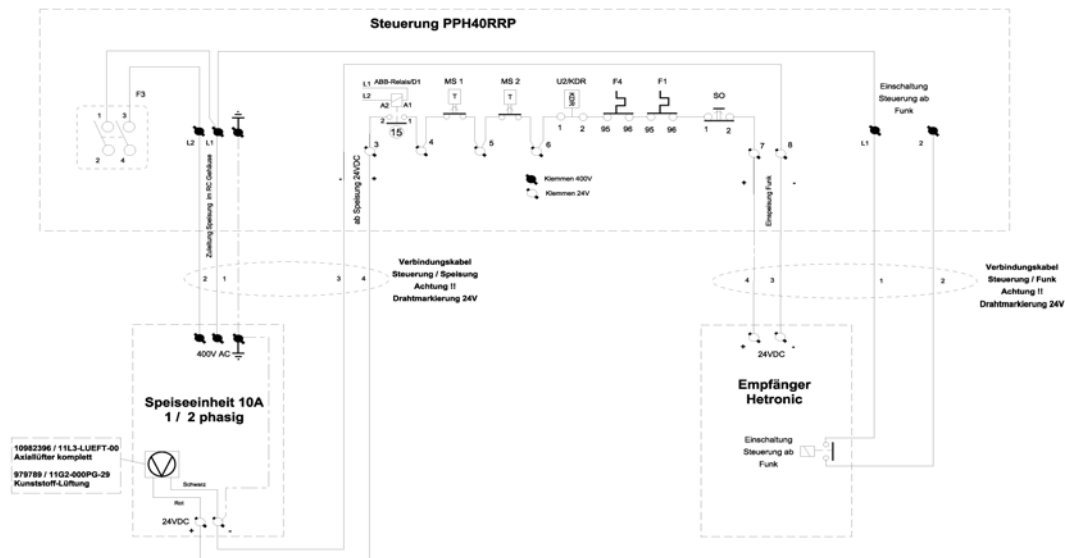 Steuerung PPH40RRP
F3
1
3
2
4
L2
L1
L1
L2
ABB-Relais/D1
A2
A1
2
1
15
3
4
MS 1
T
5
MS 2
T
6
U2/KDR
KDR
1
2
F4
95
96
F1
95
96
SO
1
2
7
8
Einschaltung
Steuerung ab
Funk
L1
2
Klemmen 400V
Klemmen 24V
Zuleitung Speisung im RC Gehäuse
ab Speisung 24VDC
+
-
Einspeisung Funk
+
-
2
1
3
4
Verbindungskabel
Steuerung / Speisung
Achtung !!
Drahtmarkierung 24V
4
3
1
2
Verbindungskabel
Steuerung / Funk
Achtung !!
Drahtmarkierung 24V
400V AC
Speiseeinheit 10A
1 / 2 phasig
10982396 / 11L3-LUEFT-00
Axiallüfter komplett
979789 / 11G2-000PG-29
Kunststoff-Lüftung
Schwarz
Rot
24VDC
+
-
+
-
24VDC
Empfänger
Hetronic
Einschaltung
Steuerung ab
Funk